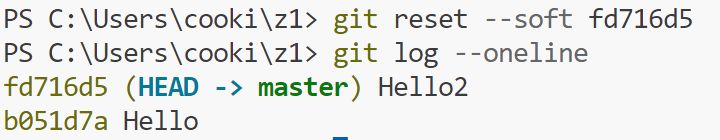 PS C:\Users\cooki\z1> git reset --soft fd716d5
PS C:\Users\cooki\z1> git log --oneline
fd716d5 (HEAD -> master) Hello2
b051d7a Hello